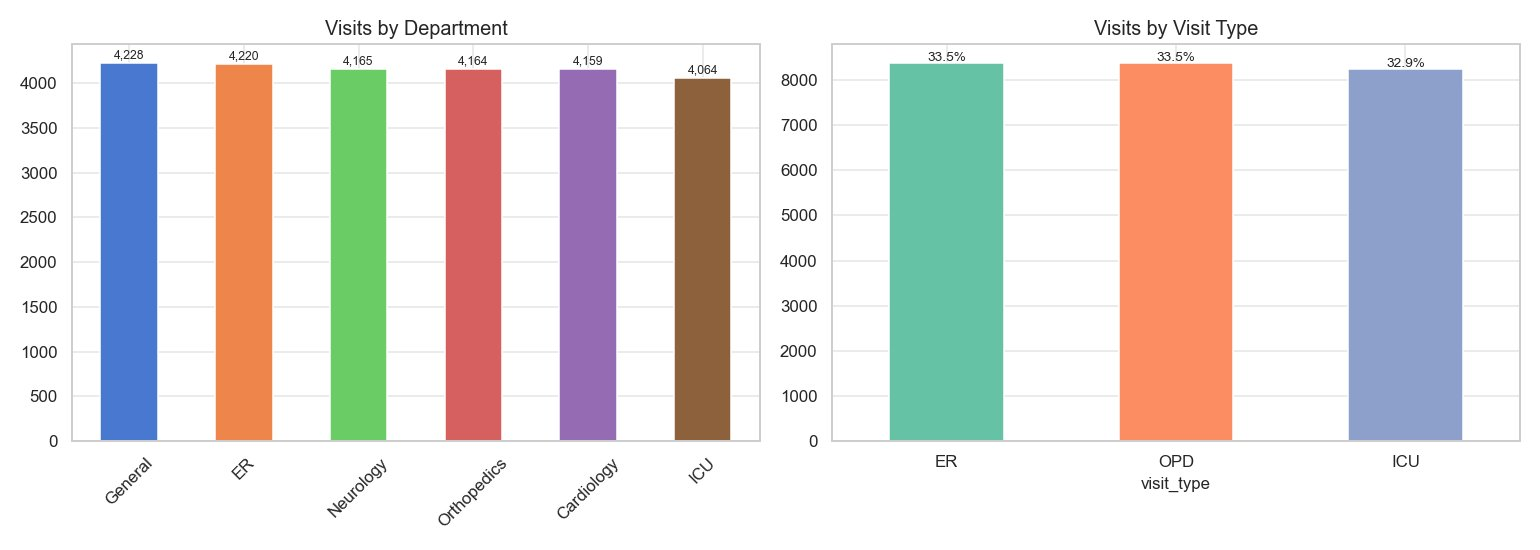 Visits by Department
4,228
4,220
4,165
4,164
4,159
4,064
4000
3500
3000
2500
2000
1500
1000
500
0
General
ER
Neurology
Orthopedics
Cardiology
ICU
Visits by Visit Type
33.5%
33.5%
32.9%
8000
7000
6000
5000
4000
3000
2000
1000
0
ER
OPD
ICU
visit_type